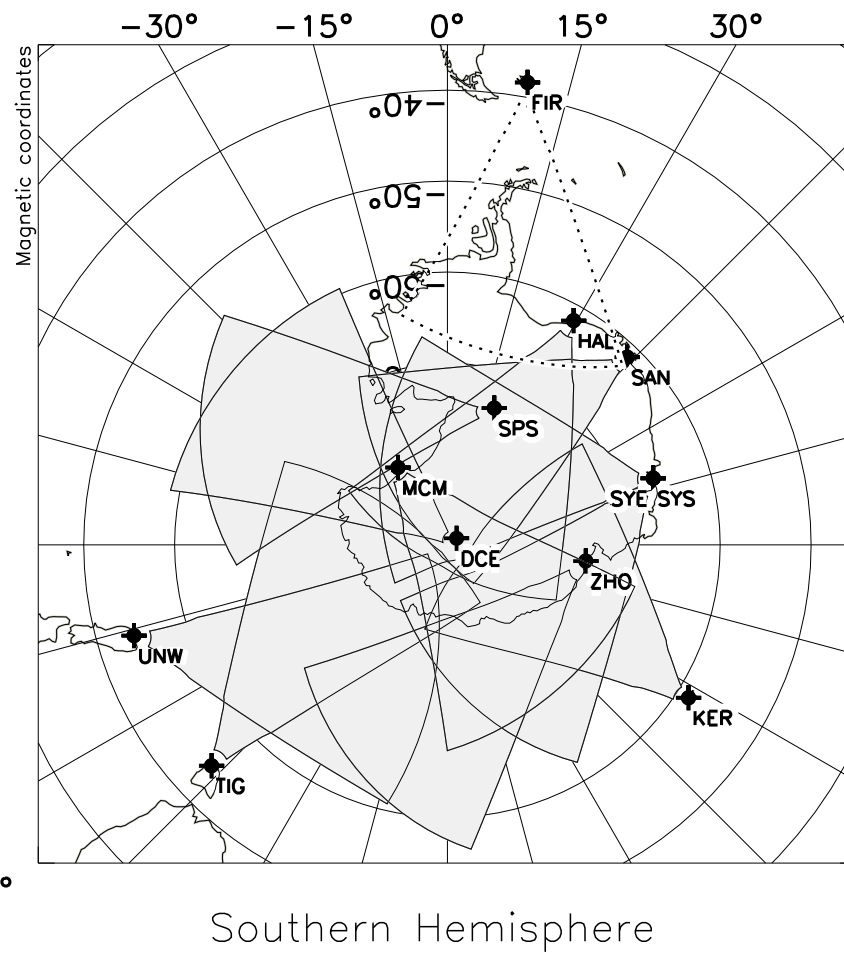 −30° −15° 0° 15° 30°
Magnetic coordinates
−40°
FIR
−50°
HAL
SAN
SPS
MCM
SYE SYS
DCE
ZHO
UNW
KER
TIG
Southern Hemisphere